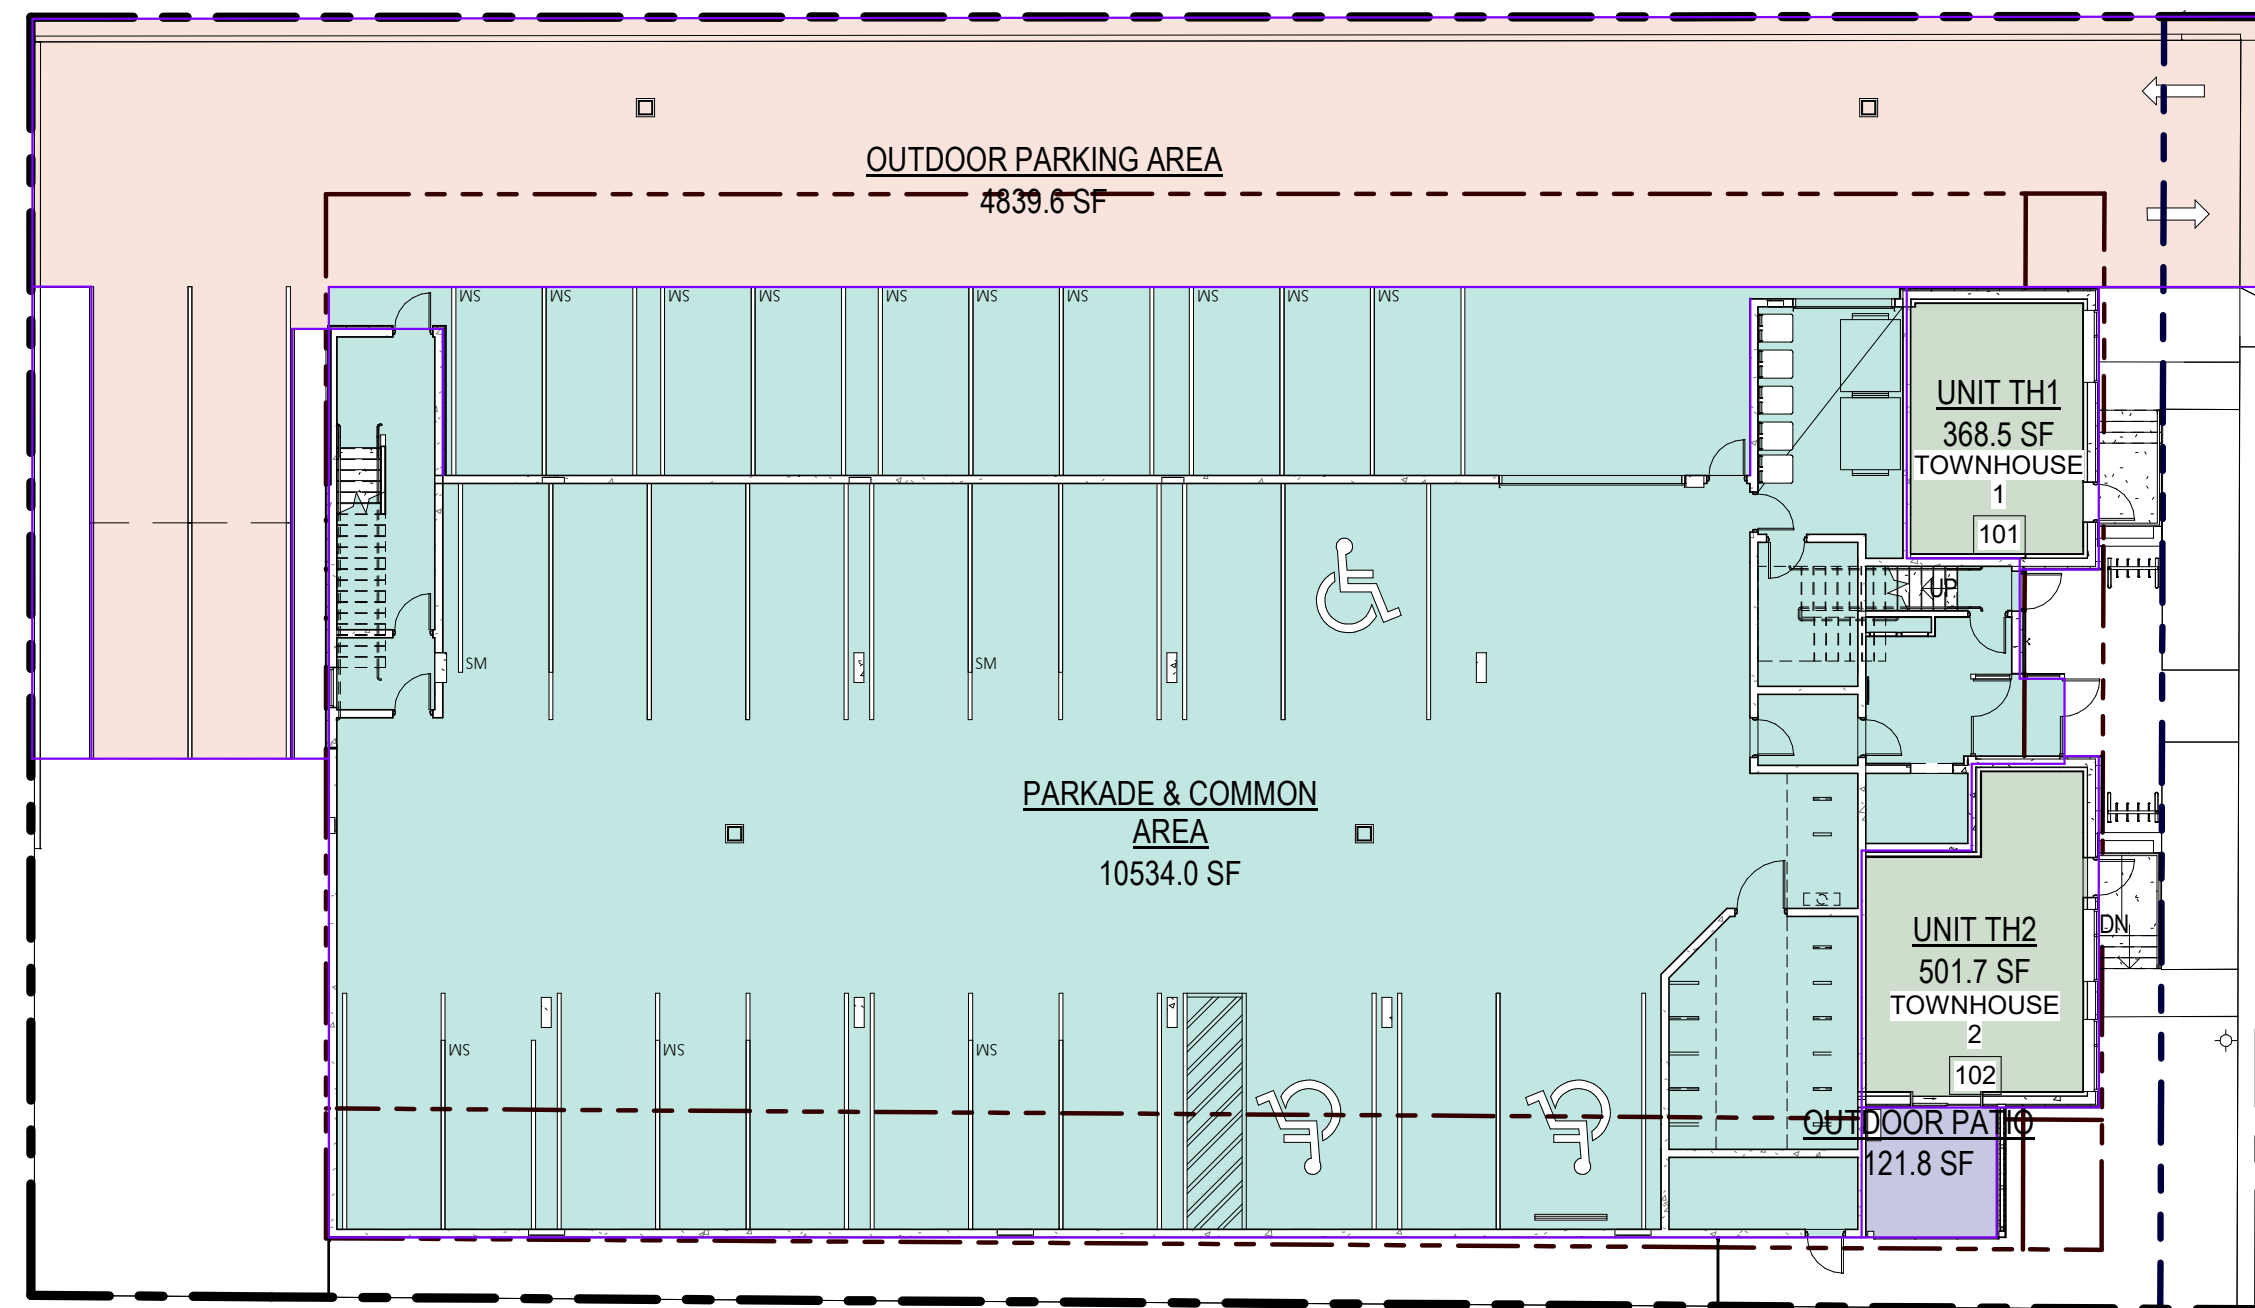 OUTDOOR PARKING AREA
4839.6 SF
SM SM SM SM SM SM SM SM SM SM
UNIT TH1
368.5 SF
TOWNHOUSE
1
101
UP
SM SM
PARKADE & COMMON
AREA
10534.0 SF
UNIT TH2
501.7 SF
TOWNHOUSE
2
102
DN
SM SM SM
OUTDOOR PATIO
121.8 SF